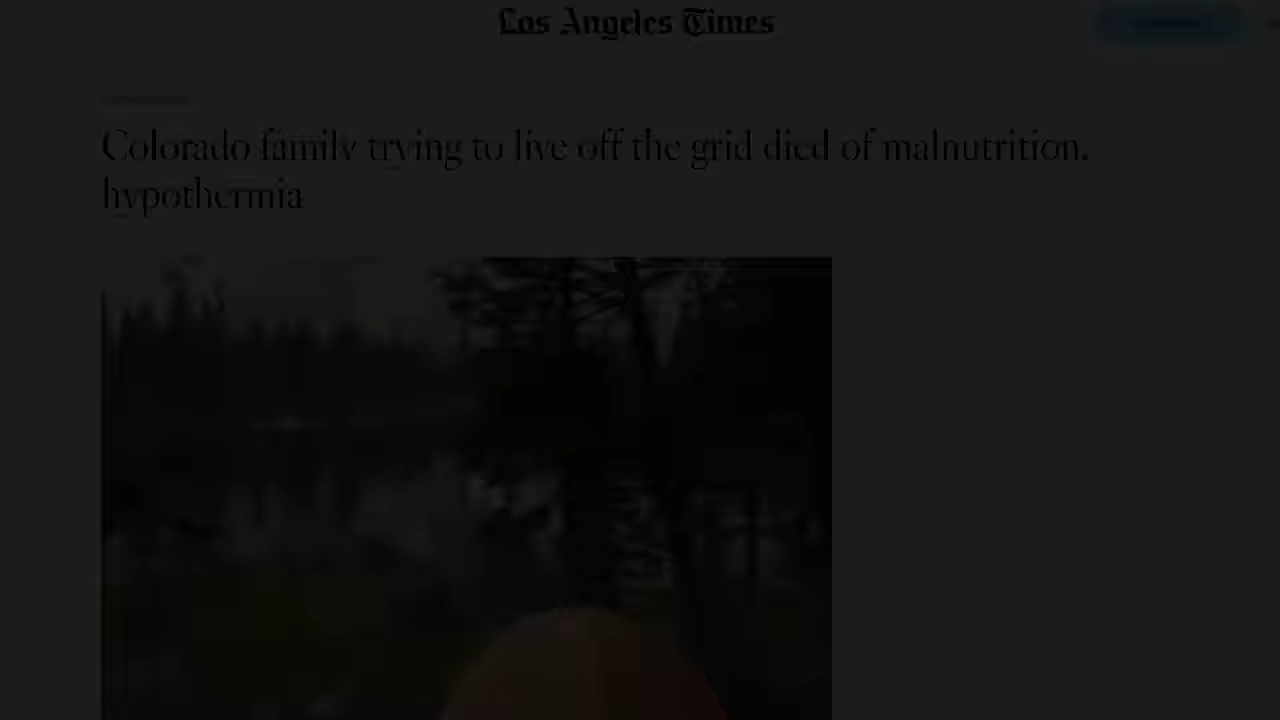 Los Angeles Times
Colorado family trying to live off the grid died of malnutrition,
hypothermia